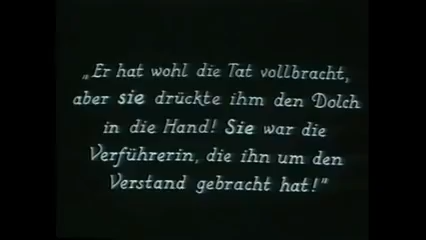 „Er hat wohl die Tat vollbracht,
aber sie drückte ihm den Dolch
in die Hand! Sie war die
Verführerin, die ihn um den
Verstand gebracht hat!"